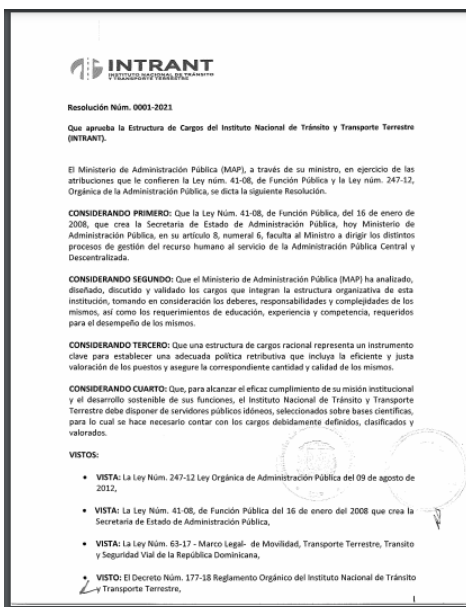 INTRANT
INSTITUTO NACIONAL DE TRÁNSITO
Y TRANSPORTE TERRESTRE
Resolución Núm. 0001-2021
Que aprueba la Estructura de Cargos del Instituto Nacional de Tránsito y Transporte Terrestre
(INTRANT).
El Ministerio de Administración Pública (MAP), a través de su ministro, en ejercicio de las
atribuciones que le confieren la Ley núm. 41-08, de Función Pública y la Ley núm. 247-12,
Orgánica de la Administración Pública, se dicta la siguiente Resolución.
CONSIDERANDO PRIMERO: Que la Ley Núm. 41-08, de Función Pública, del 16 de enero de
2008, que crea la Secretaria de Estado de Administración Pública, hoy Ministerio de
Administración Pública, en su artículo 8, numeral 6, faculta al Ministro a dirigir los distintos
procesos de gestión del recurso humano al servicio de la Administración Pública Central y
Descentralizada.
CONSIDERANDO SEGUNDO: Que el Ministerio de Administración Pública (MAP) ha analizado,
diseñado, discutido y validado los cargos que integran la estructura organizativa de esta
institución, tomando en consideración los deberes, responsabilidades y complejidades de los
mismos, así como los requerimientos de educación, experiencia y competencia, requeridos
para el desempeño de los mismos.
CONSIDERANDO TERCERO: Que una estructura de cargos racional representa un instrumento
clave para establecer una adecuada política retributiva que incluya la eficiente y justa
valoración de los puestos y asegure la correspondiente cantidad y calidad de los mismos.
CONSIDERANDO CUARTO: Que, para alcanzar el eficaz cumplimiento de su misión institucional
y el desarrollo sostenible de sus funciones, el Instituto Nacional de Tránsito y Transporte
Terrestre debe disponer de servidores públicos idóneos, seleccionados sobre bases científicas,
para lo cual se hace necesario contar con los cargos debidamente definidos, clasificados y
valorados.
VISTOS:
• VISTA: La Ley Núm. 247-12 Ley Orgánica de Administración Pública del 09 de agosto de
2012,
• VISTA: La Ley Núm. 41-08, de Función Pública del 16 de enero del 2008 que crea la
Secretaria de Estado de Administración Pública,
• VISTA: La Ley Núm. 63-17 - Marco Legal- de Movilidad, Transporte Terrestre, Transito
y Seguridad Vial de la República Dominicana,
• VISTO: El Decreto Núm. 177-18 Reglamento Orgánico del Instituto Nacional de Tránsito
y Transporte Terrestre,